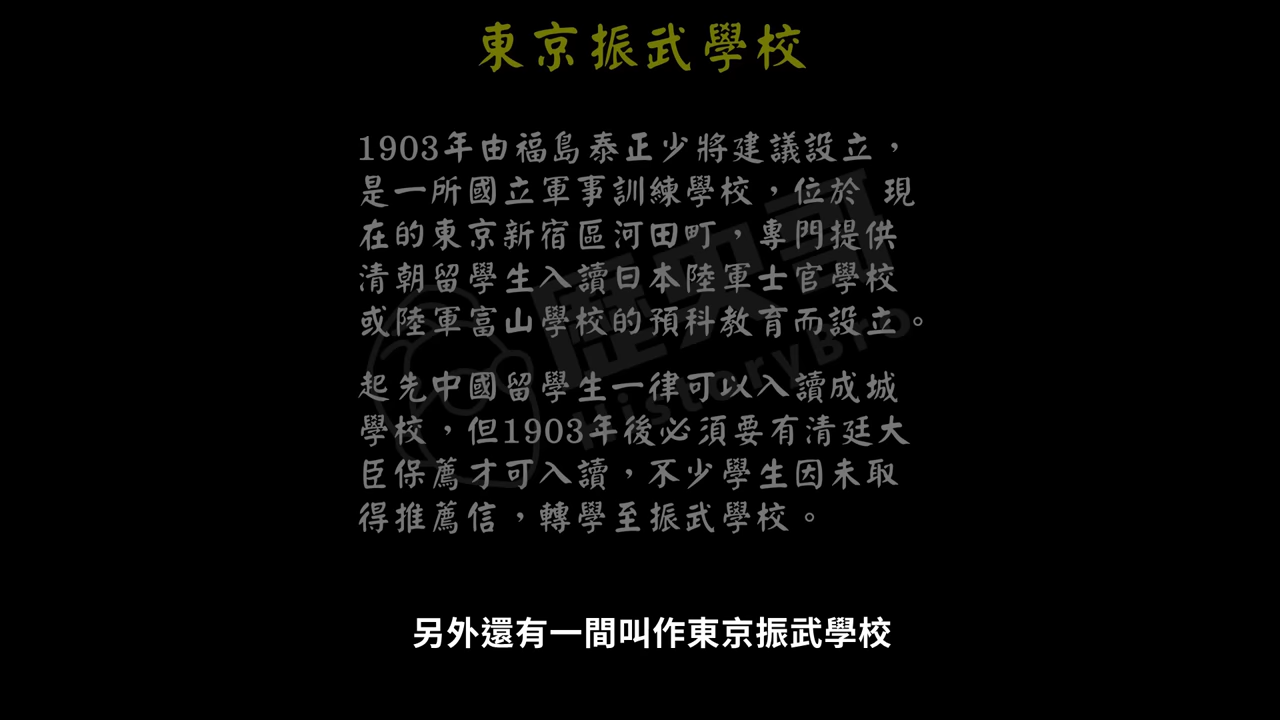 東京振武學校
1903年由福島泰正少將建議設立，
是一所國立軍事訓練學校，位於 現
在的東京新宿區河田町，專門提供
清朝留學生入讀日本陸軍士官學校
或陸軍富山學校的預科教育而設立。
起先中國留學生一律可以入讀成城
學校，但1903年後必須要有清廷大
臣保薦才可入讀，不少學生因未取
得推薦信，轉學至振武學校。
歷史哥
HistoryBro
另外還有一間叫作東京振武學校